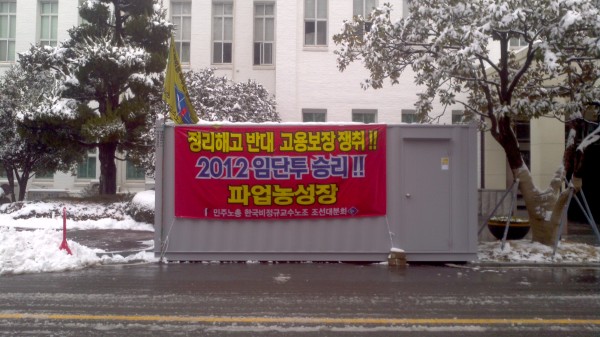 정리해고 반대 고용보장 쟁취!!
2012 임단투 승리!!
파업농성장
민주노총 한국비정규교수노조 조선대분회